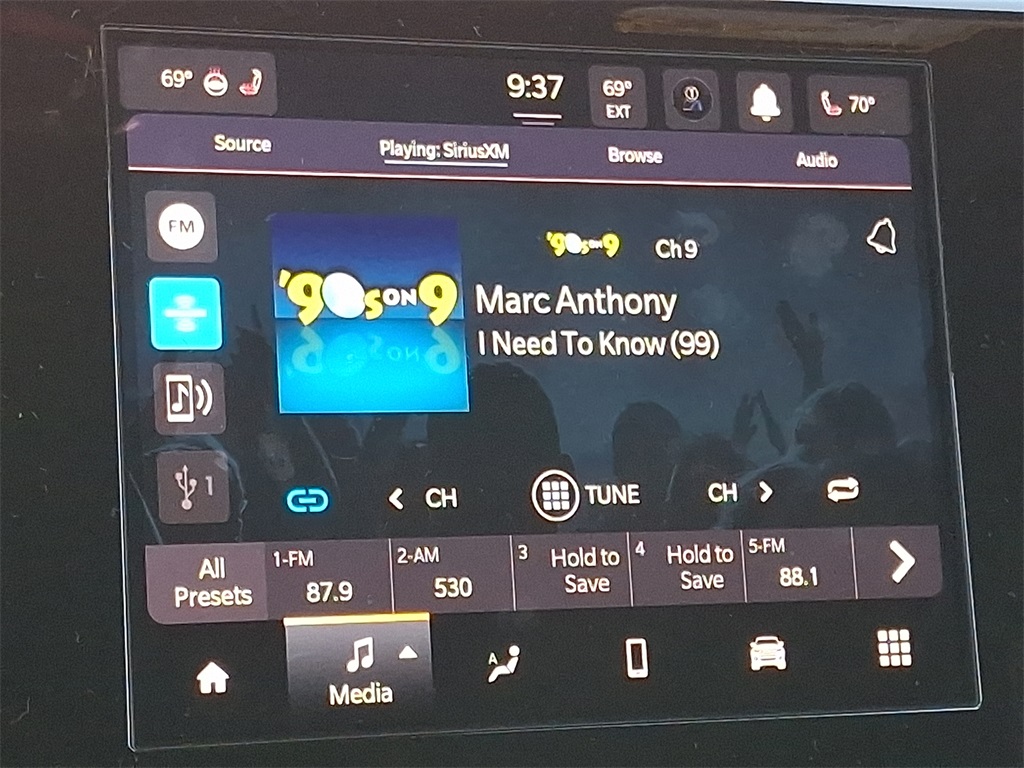 69°
9:37
69°
EXT
70°
Source
Playing: SiriusXM
Browse
Audio
FM
'90s ON 9
'90s ON 9
Ch 9
Marc Anthony
I Need To Know (99)
1
CH
TUNE
CH
All
Presets
1-FM
87.9
2-AM
530
3
Hold to
Save
4
Hold to
Save
5-FM
88.1
A
Media